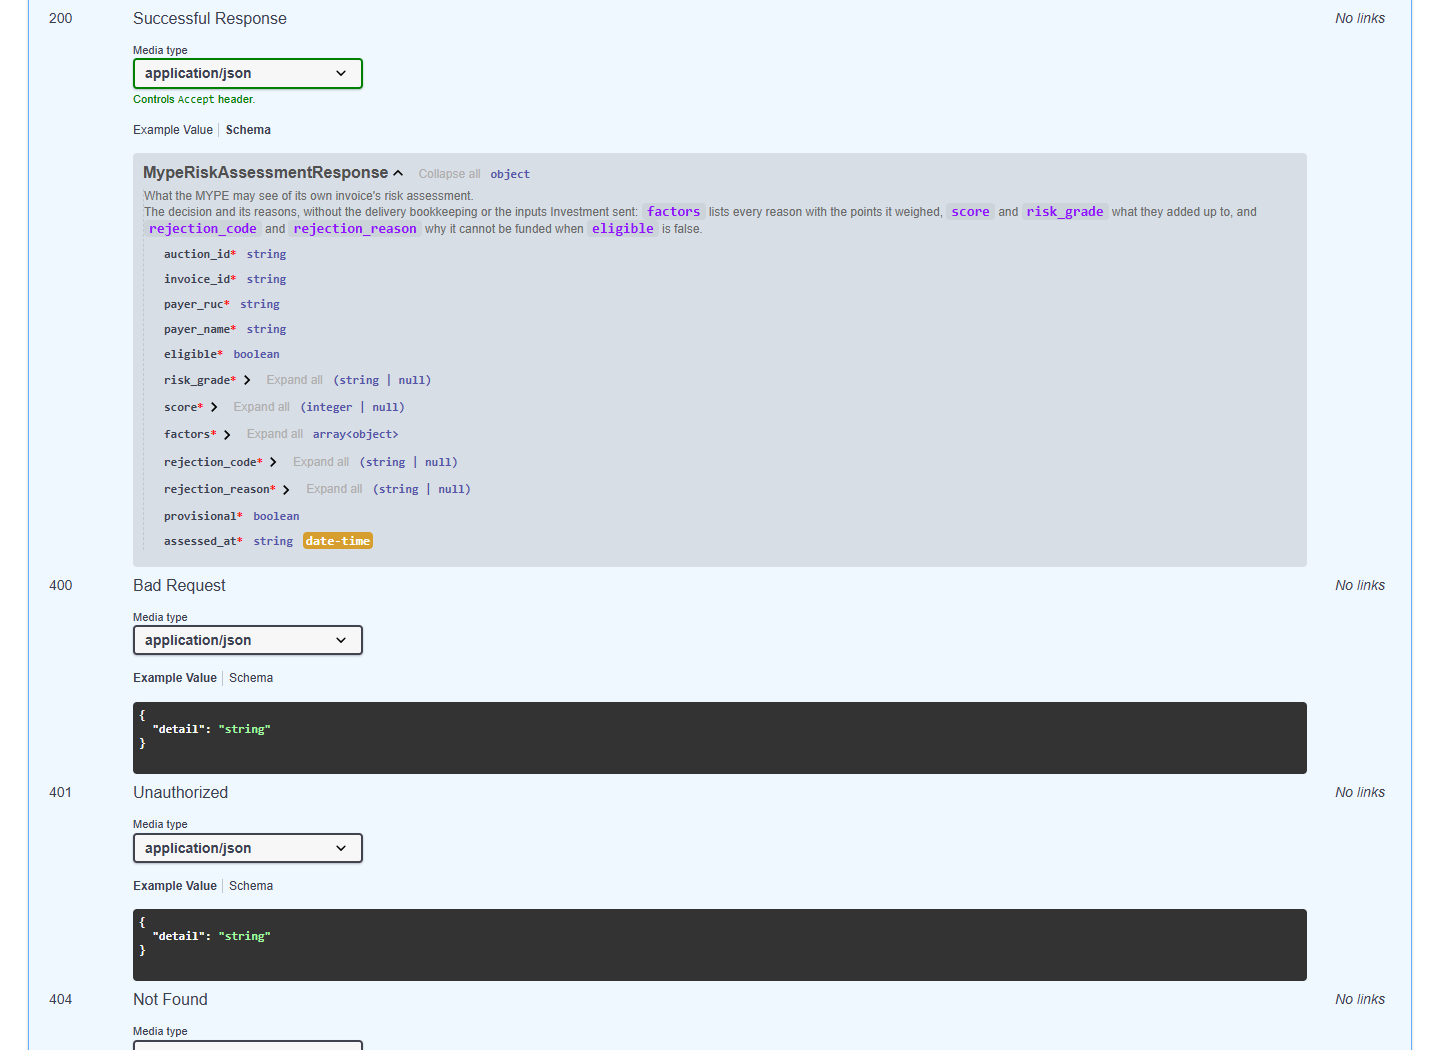 200 Successful Response No links
Media type
application/json
Controls Accept header.
Example Value Schema
MypeRiskAssessmentResponse Collapse all object
What the MYPE may see of its own invoice's risk assessment.
The decision and its reasons, without the delivery bookkeeping or the inputs Investment sent: factors lists every reason with the points it weighed, score and risk_grade what they added up to, and
rejection_code and rejection_reason why it cannot be funded when eligible is false.
auction_id* string
invoice_id* string
payer_ruc* string
payer_name* string
eligible* boolean
risk_grade* Expand all (string | null)
score* Expand all (integer | null)
factors* Expand all array<object>
rejection_code* Expand all (string | null)
rejection_reason* Expand all (string | null)
provisional* boolean
assessed_at* string date-time
400 Bad Request No links
Media type
application/json
Example Value Schema
{
"detail": "string"
}
401 Unauthorized No links
Media type
application/json
Example Value Schema
{
"detail": "string"
}
404 Not Found No links
Media type